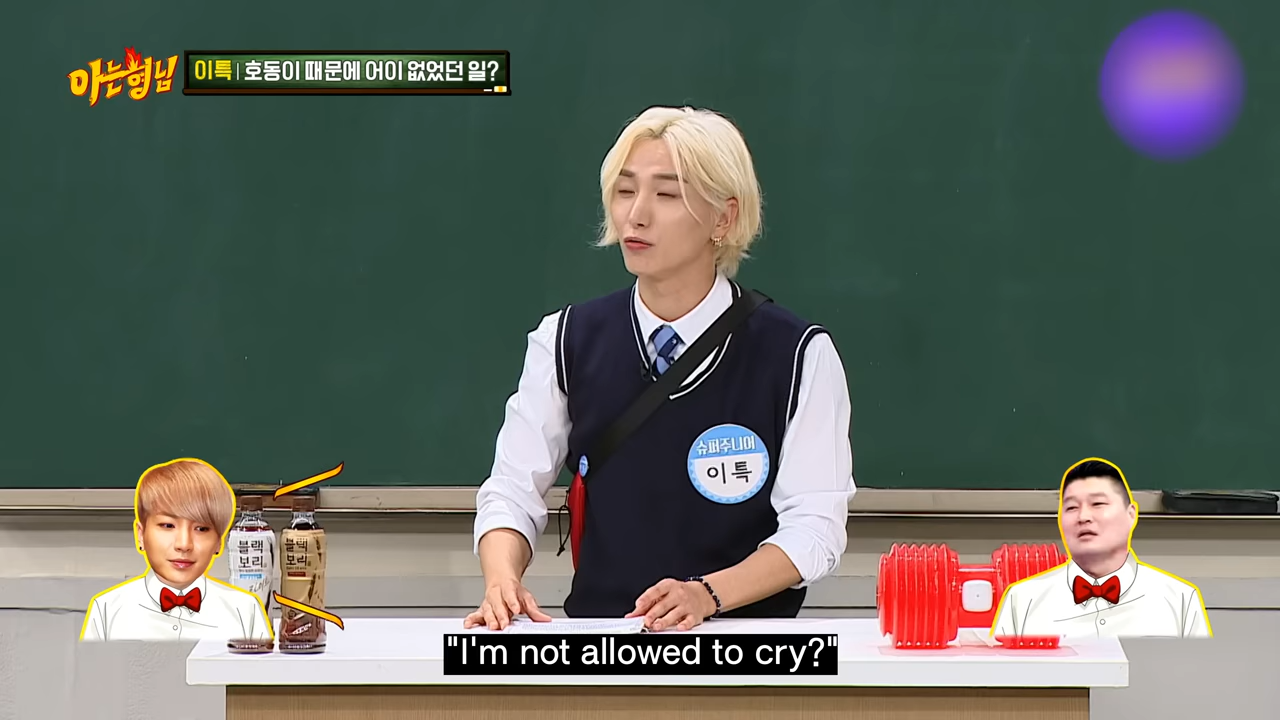 아는형님
이특 | 호동이 때문에 어이 없었던 일?
슈퍼주니어
이특
블랙
보리
블랙
보리
"I'm not allowed to cry?"